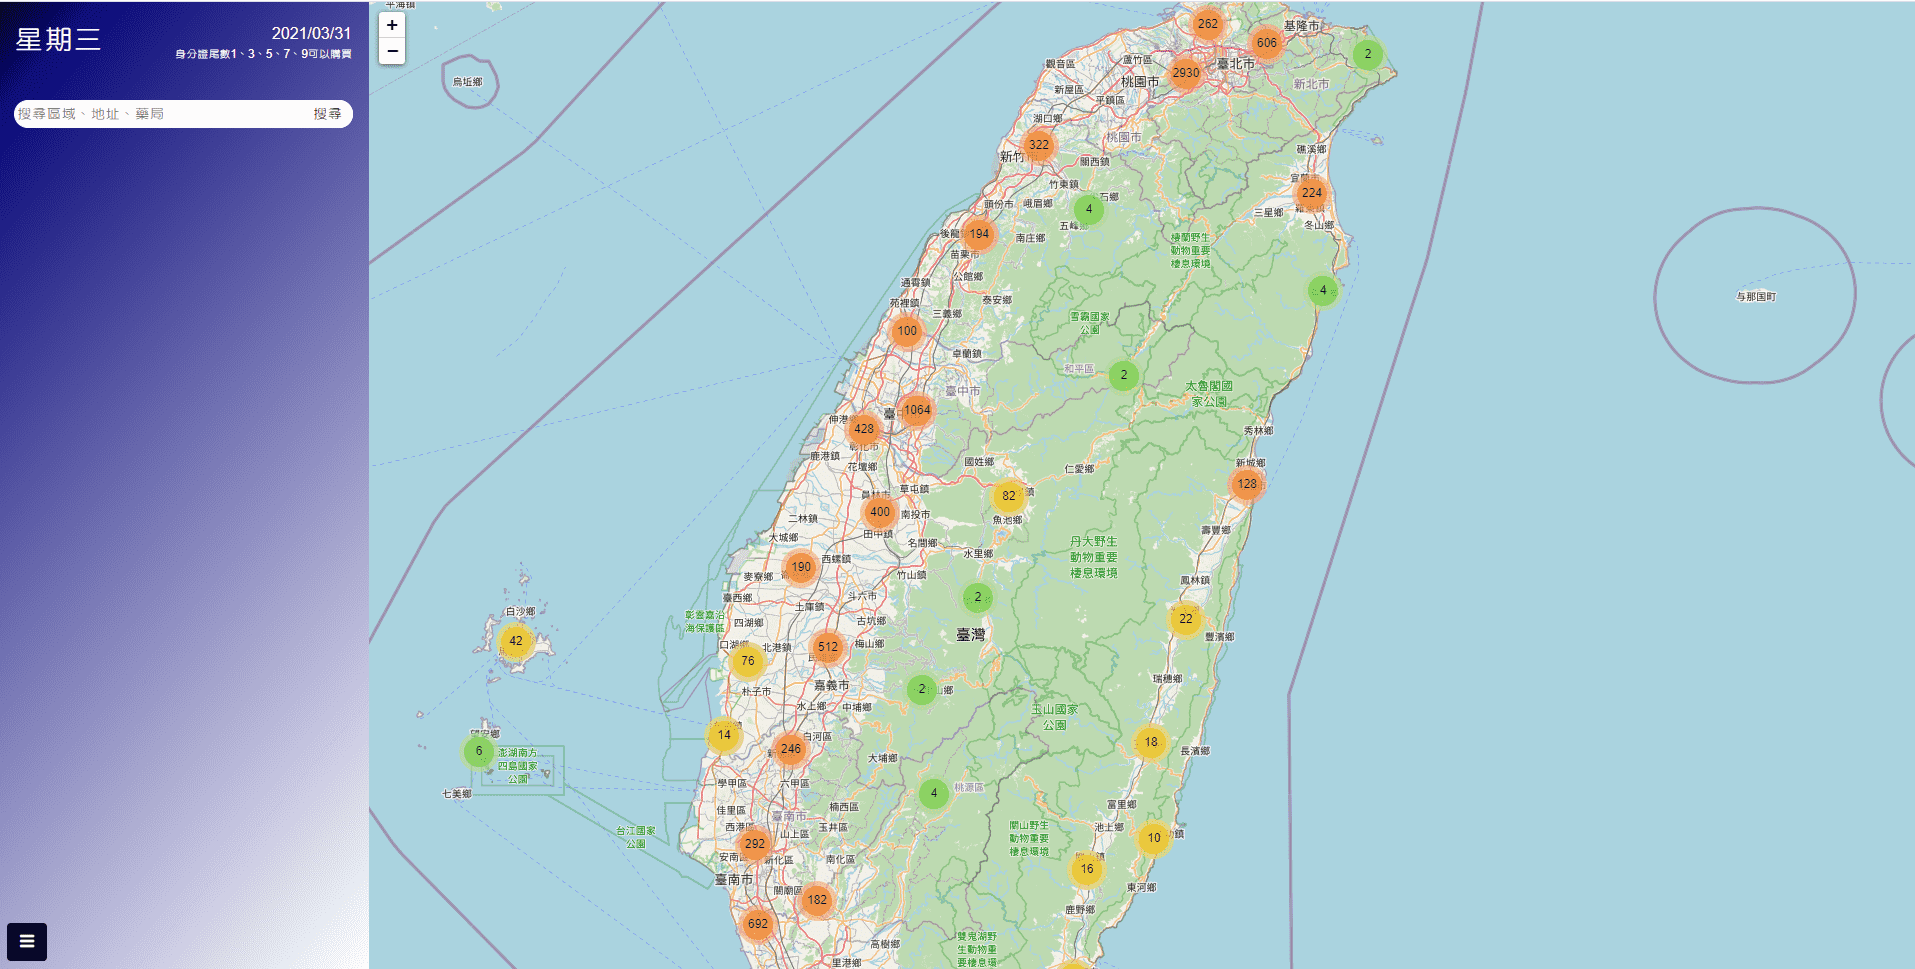 星期三
2021/03/31
身分證尾數1、3、5、7、9可以購買
搜尋區域、地址、藥局
搜尋
+
−
烏坵鄉
262
基隆市
606
2
觀音區
蘆竹區
臺北市
2930
桃園市
新北市
新屋區
平鎮區
湖口鄉
桃園市
322
新竹
關西鎮
礁溪鄉
竹東鎮
224
三星鄉
冬山鄉
頭份市
峨眉鄉
4
石鄉
五峰
後龍
194
南庄鄉
苗栗市
棲蘭野生
動物重要
棲息環境
公館鄉
通霄鎮
泰安鄉
4
与那国町
苑裡鎮
三義鄉
雪霸國家
公園
100
卓蘭鎮
和平區
2
太魯閣國
家公園
臺中市
1064
伸港
428
彰化市
秀林鄉
鹿港鎮
花壇鄉
國姓鄉
仁愛鄉
新城鄉
128
員林市
草屯鎮
82
鎮
魚池鄉
400
南投市
二林鎮
田中鎮
壽豐鄉
大城鄉
名間鄉
水里鄉
丹大野生
動物重要
棲息環境
西螺鎮
190
麥寮鄉
竹山鎮
鳳林鎮
臺西鄉
斗六市
2
土庫鎮
白沙鄉
彰雲嘉沿
海保護區
四湖鄉
古坑鄉
22
豐濱鄉
臺灣
42
口湖
北港鎮
512
梅山鄉
76
嘉義市
朴子市
2
山鄉
瑞穗鄉
水上鄉
中埔鄉
玉山國家
公園
14
246
白河區
18
長濱鄉
望安鄉
6
澎湖南方
四島國家
公園
大埔鄉
七美鄉
學甲區
六甲區
4
桃源區
佳里區
楠西區
富里鄉
臺南市
台江國家
公園
西港區
山上區
玉井區
關山野生
動物重要
棲息環境
池上鄉
10
鎮
292
安南區
新化區
南化區
16
臺南市
關廟區
東河鄉
182
鹿野鄉
692
高樹鄉
雙鬼湖野
生動物重
要棲息環
里港鄉